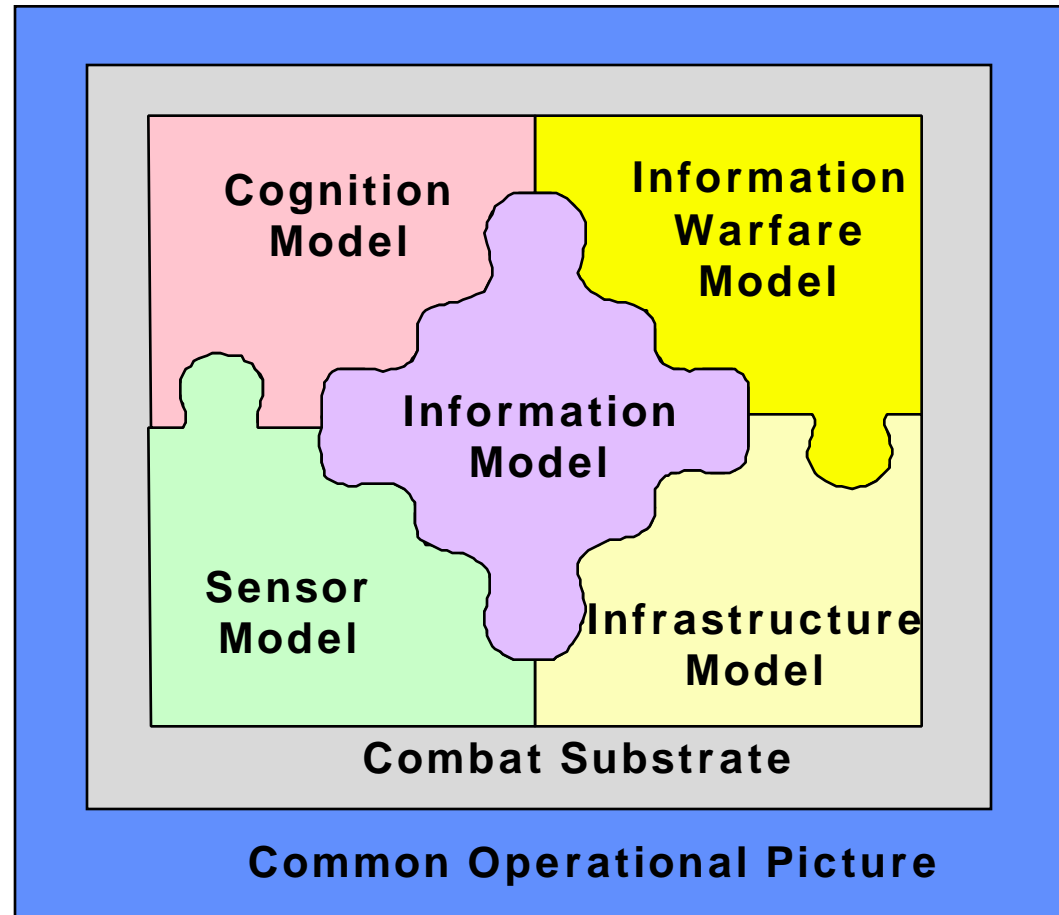 Cognition
Model
Information
Warfare
Model
Information
Model
Sensor
Model
Infrastructure
Model
Combat Substrate
Common Operational Picture